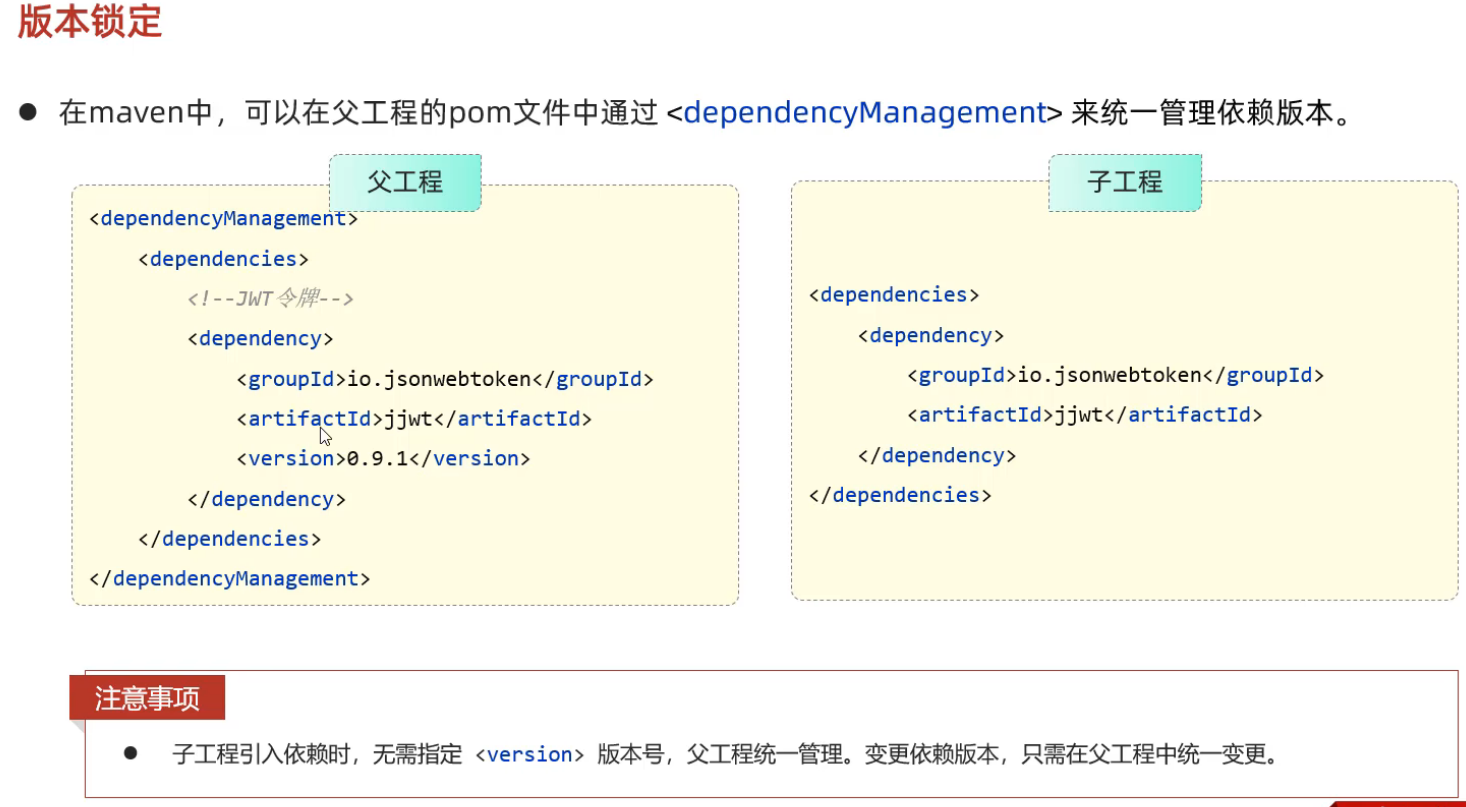 版本锁定
● 在maven中，可以在父工程的pom文件中通过 <dependencyManagement> 来统一管理依赖版本。
父工程
<dependencyManagement>
    <dependencies>
        <!--JWT令牌-->
        <dependency>
            <groupId>io.jsonwebtoken</groupId>
            <artifactId>jjwt</artifactId>
            <version>0.9.1</version>
        </dependency>
    </dependencies>
</dependencyManagement>
子工程
<dependencies>
    <dependency>
        <groupId>io.jsonwebtoken</groupId>
        <artifactId>jjwt</artifactId>
    </dependency>
</dependencies>
注意事项
● 子工程引入依赖时，无需指定 <version> 版本号，父工程统一管理。变更依赖版本，只需在父工程中统一变更。